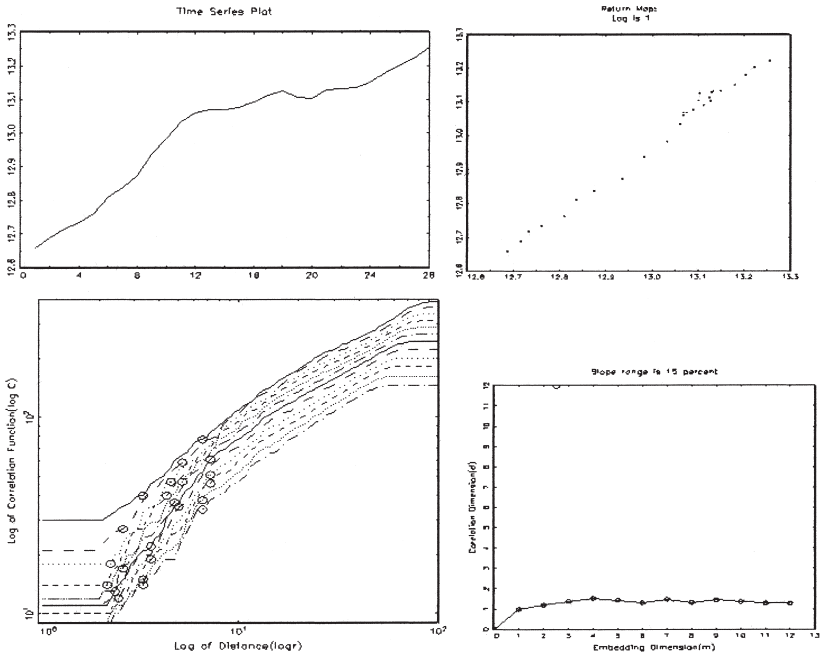 Time Series Plot
13.3
13.2
13.1
13.0
12.9
12.8
12.7
12.6
0 4 8 12 16 20 24 28
Return Map:
Lag is 1
13.3
13.2
13.1
13.0
12.9
12.8
12.7
12.6
12.6 12.7 12.8 12.9 13.0 13.1 13.2 13.3
Log of Correlation Function(log C)
10²
10¹
10⁰ 10¹ 10²
Log of Distance(logr)
Slope range is 15 percent
Correlation Dimension(d)
12
11
10
9
8
7
6
5
4
3
2
1
0
0 1 2 3 4 5 6 7 8 9 10 11 12 13
Embedding Dimension(m)